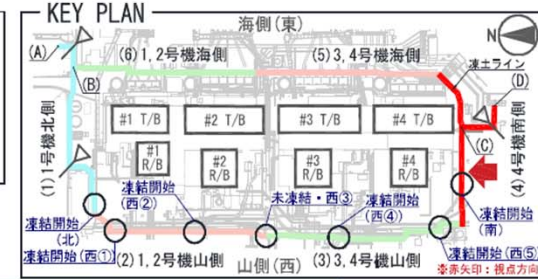 KEY PLAN
海側(東)
N
(A)
(6)1,2号機海側
(5)3,4号機海側
凍土ライン
(B)
(D)
#1 T/B
#2 T/B
#3 T/B
#4 T/B
(C)
(1)1号機北側
(4)4号機南側
#1
R/B
#2
R/B
#3
R/B
#4
R/B
凍結開始
(西②)
未凍結・西③
凍結開始
(西④)
凍結開始
(北)
凍結開始
(南)
凍結開始(西①)
(2)1,2号機山側
山側(西)
(3)3,4号機山側
凍結開始(西⑤)
※赤矢印:視点方向